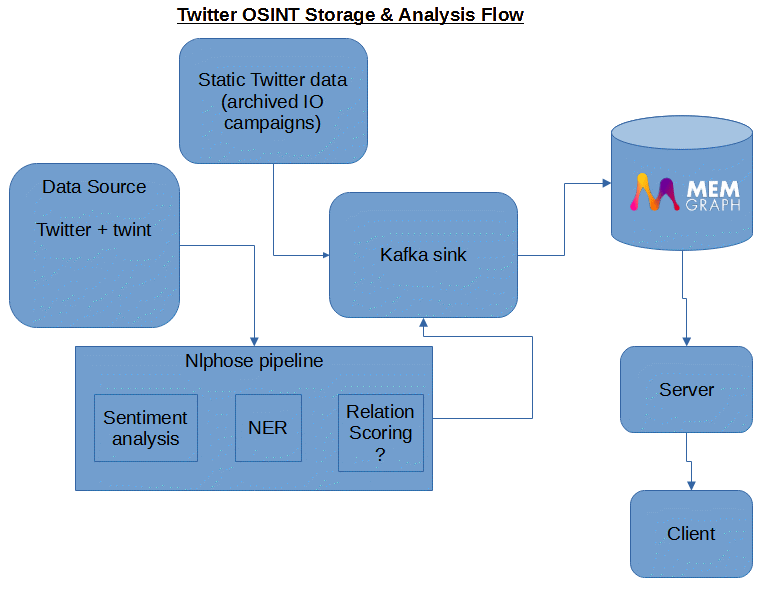 Twitter OSINT Storage & Analysis Flow
Static Twitter data
(archived IO
campaigns)
Data Source
Twitter + twint
Kafka sink
MEM
GRAPH
Nlphose pipeline
Sentiment
analysis
NER
Relation
Scoring
?
Server
Client